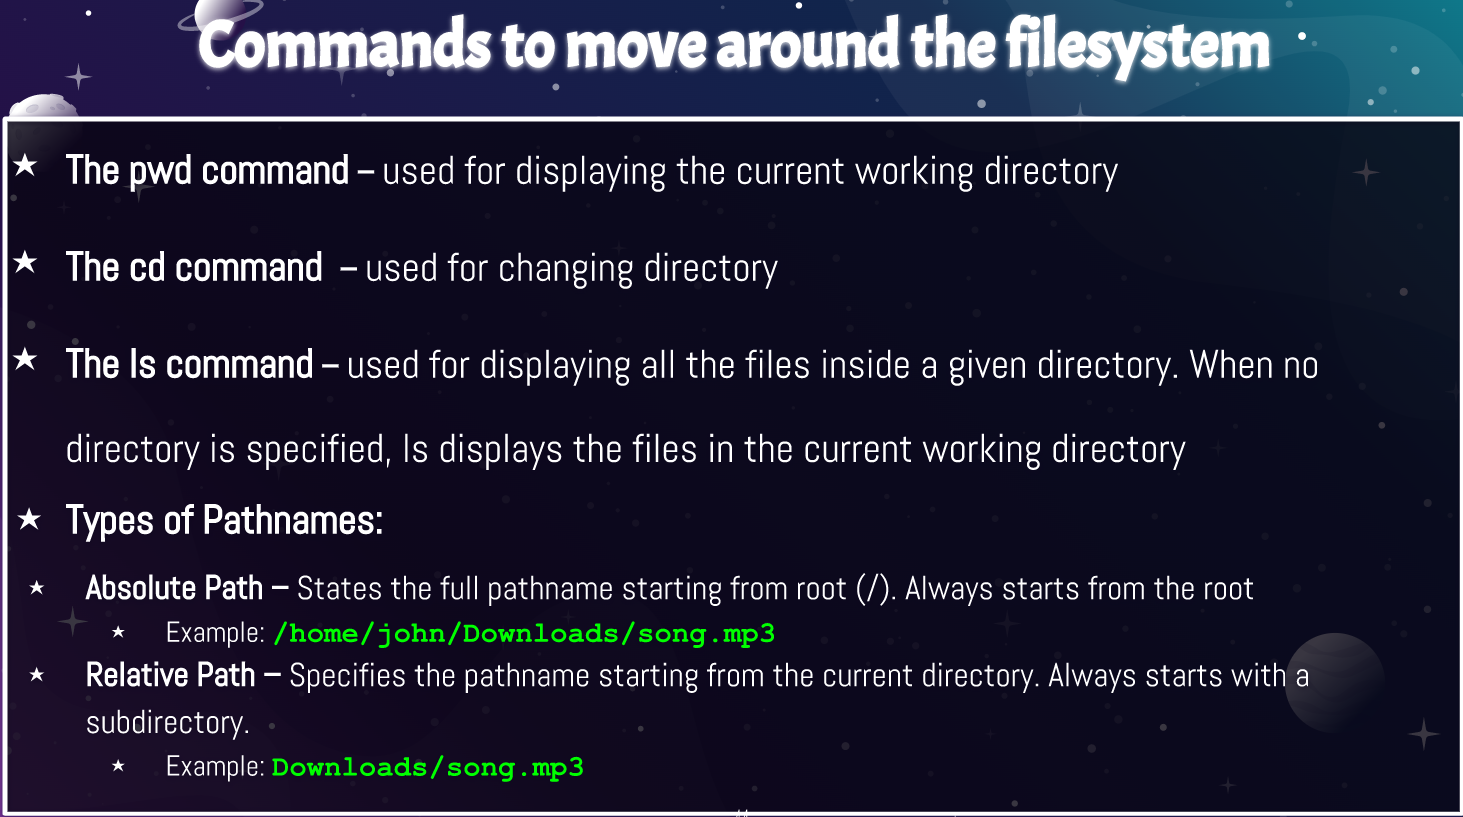 Commands to move around the filesystem
The pwd command – used for displaying the current working directory
The cd command – used for changing directory
The ls command – used for displaying all the files inside a given directory. When no
directory is specified, ls displays the files in the current working directory
Types of Pathnames:
Absolute Path – States the full pathname starting from root (/). Always starts from the root
Example: /home/john/Downloads/song.mp3
Relative Path – Specifies the pathname starting from the current directory. Always starts with a
subdirectory.
Example: Downloads/song.mp3